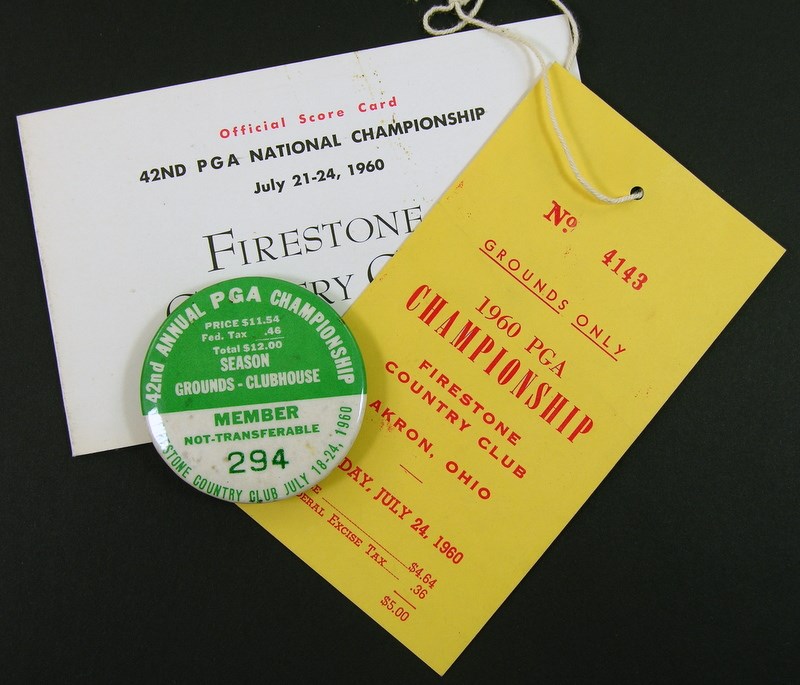 Official Score Card
42ND PGA NATIONAL CHAMPIONSHIP
July 21-24, 1960
FIRESTONE
No. 4143
GROUNDS ONLY
1960 PGA
CHAMPIONSHIP
FIRESTONE
COUNTRY CLUB
AKRON, OHIO
DAY, JULY 24, 1960
EXCISE TAX.... .36
$4.64
$5.00
42nd ANNUAL PGA CHAMPIONSHIP
PRICE $11.54
Fed. Tax .46
Total $12.00
SEASON
GROUNDS - CLUBHOUSE
MEMBER
NOT-TRANSFERABLE
294
STONE COUNTRY CLUB JULY 18-24, 1960